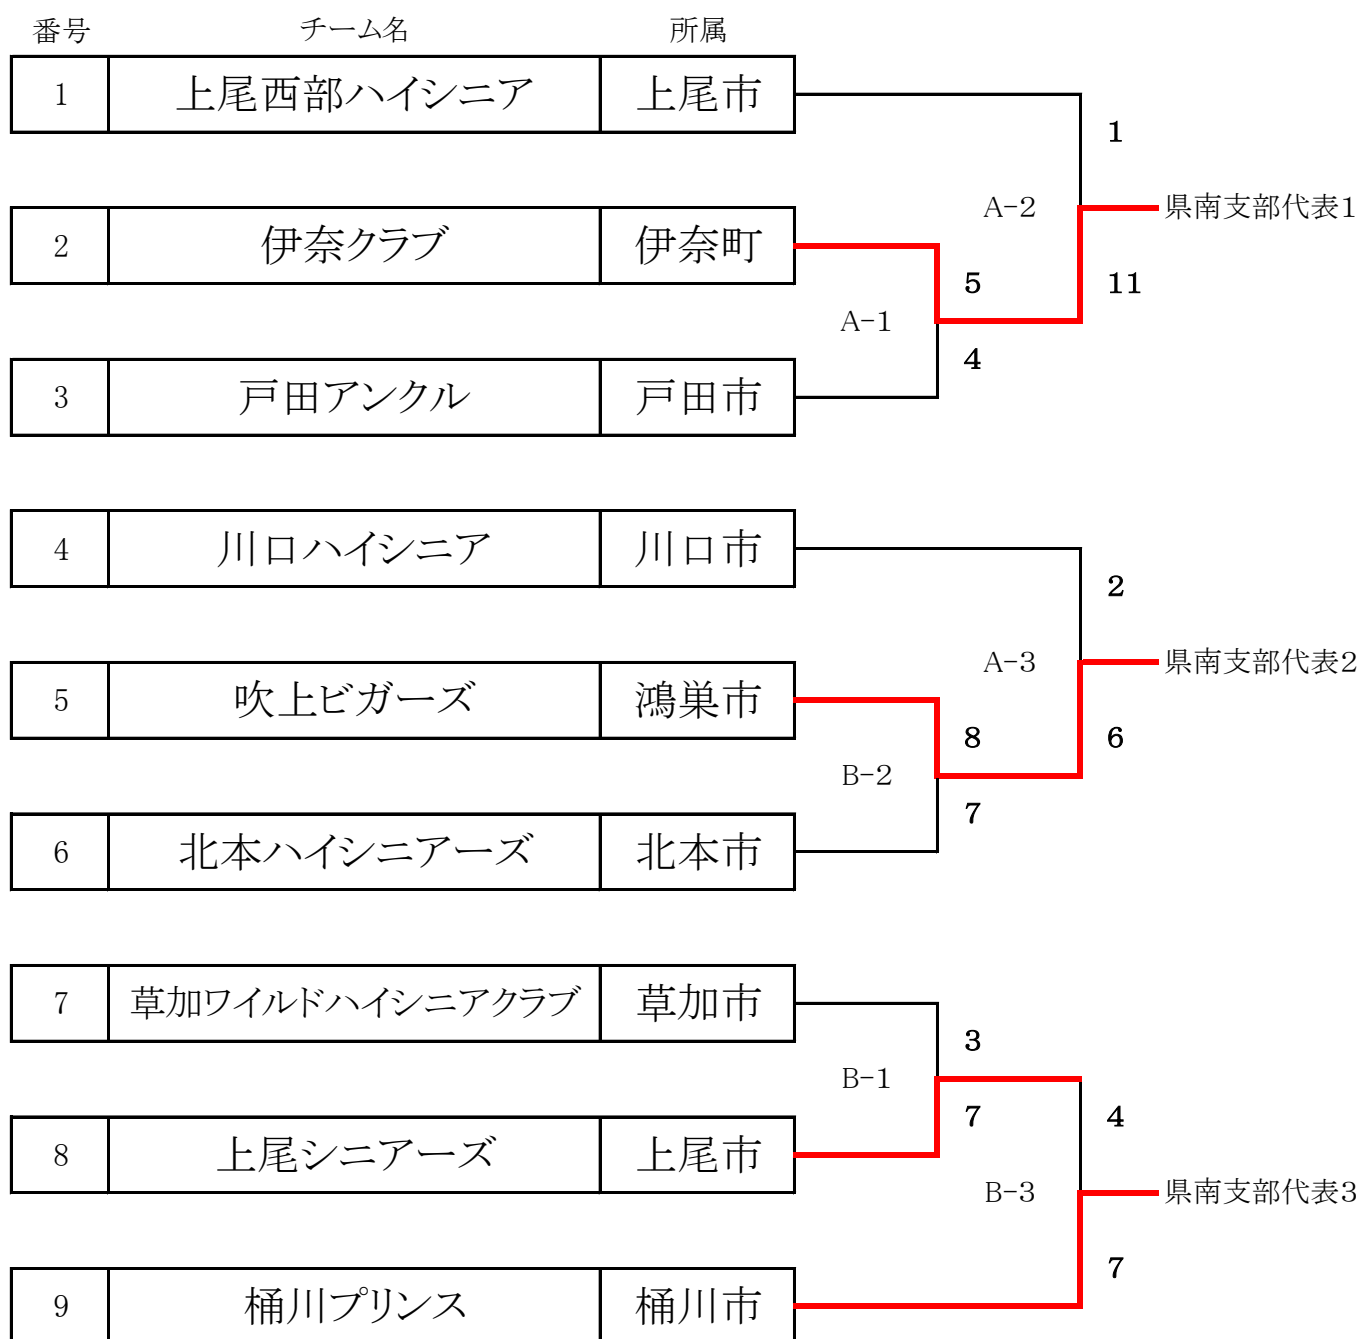 番号 チーム名 所属
1 上尾西部ハイシニア 上尾市
1
A-2 県南支部代表1
2 伊奈クラブ 伊奈町
5 11
A-1
4
3 戸田アンクル 戸田市
4 川口ハイシニア 川口市
2
A-3 県南支部代表2
5 吹上ビガーズ 鴻巣市
8 6
B-2
7
6 北本ハイシニアーズ 北本市
7 草加ワイルドハイシニアクラブ 草加市
3
B-1
7 4
8 上尾シニアーズ 上尾市
B-3 県南支部代表3
7
9 桶川プリンス 桶川市